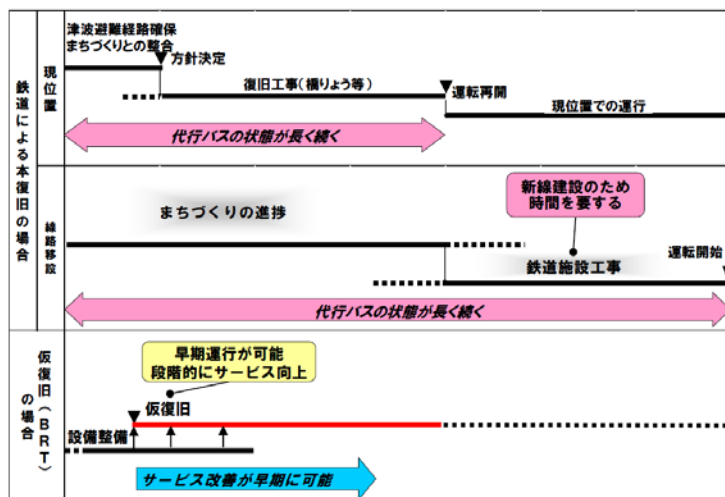 鉄道による本復旧の場合
現位置
津波避難経路確保
まちづくりとの整合
方針決定
復旧工事(橋りょう等)
運転再開
現位置での運行
代行バスの状態が長く続く
線路移設
まちづくりの進捗
新線建設のため
時間を要する
鉄道施設工事
運転開始
代行バスの状態が長く続く
仮復旧(BRT)
の場合
早期運行が可能
段階的にサービス向上
仮復旧
設備整備
サービス改善が早期に可能